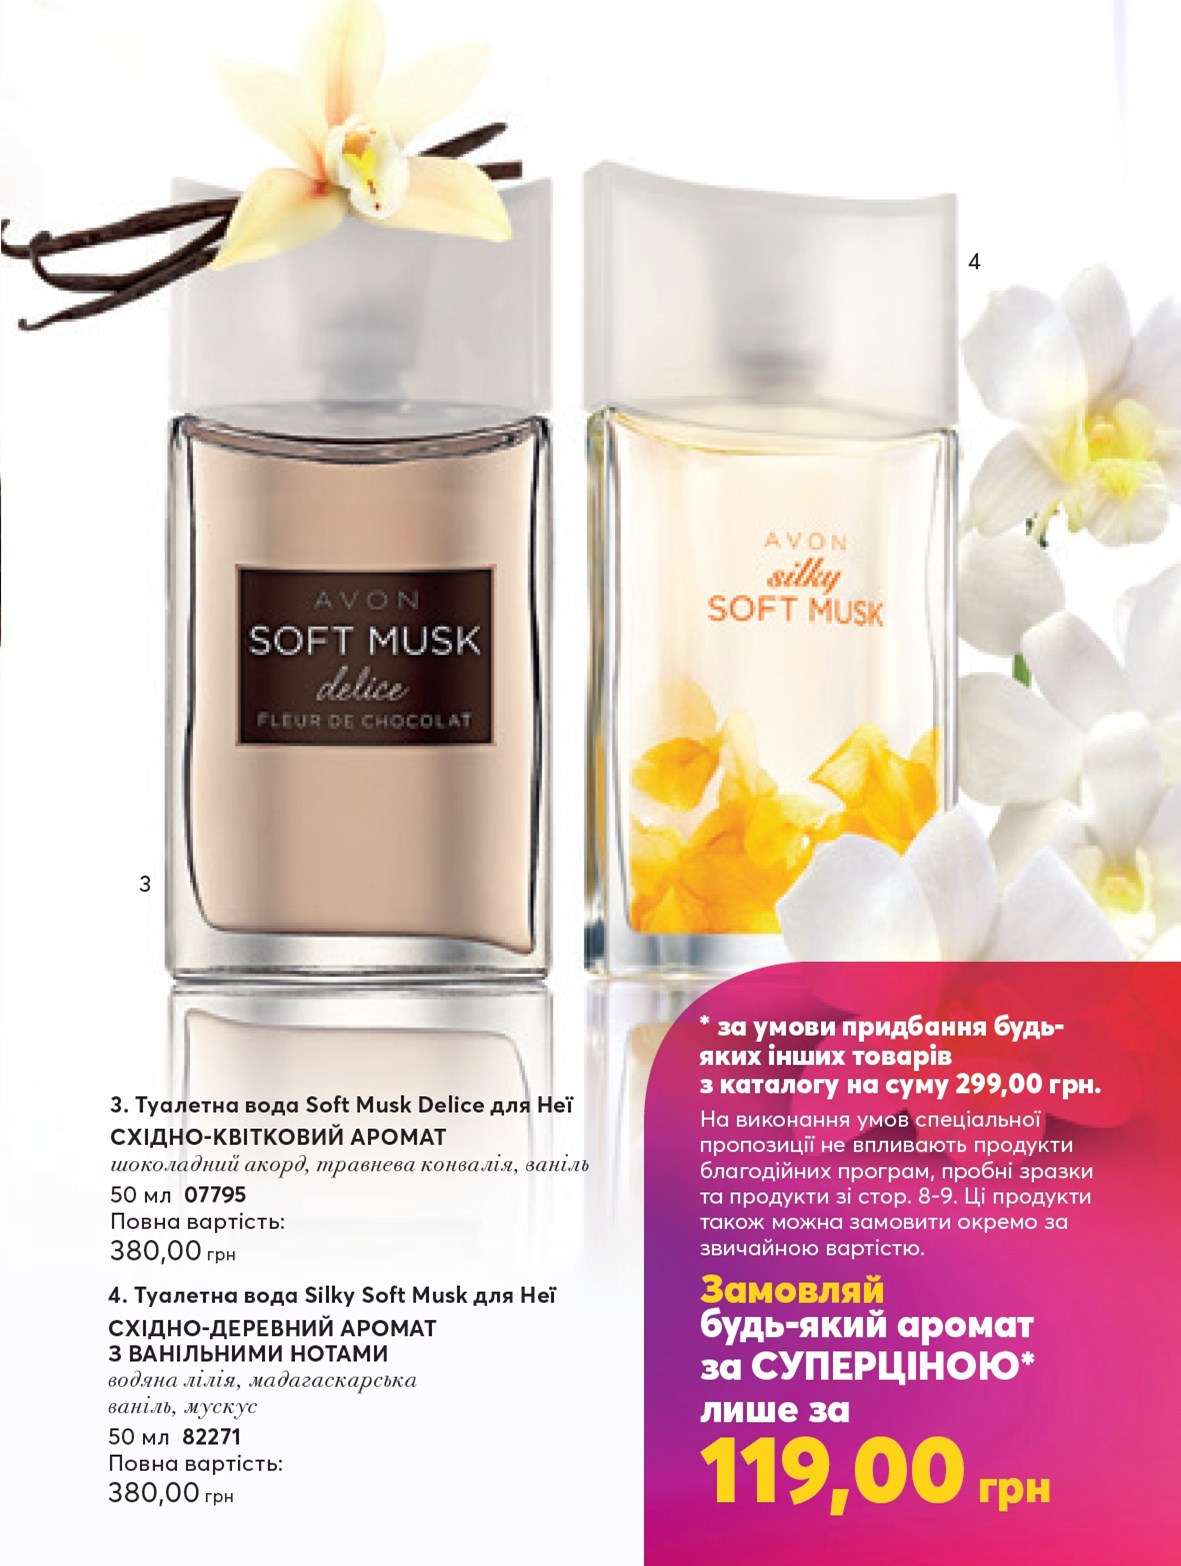 4
AVON
SOFT MUSK
delice
FLEUR DE CHOCOLAT
AVON
silky
SOFT MUSK
3
3. Туалетна вода Soft Musk Delice для Неї
СХІДНО-КВІТКОВИЙ АРОМАТ
шоколадний акорд, травнева конвалія, ваніль
50 мл 07795
Повна вартість:
380,00 грн
4. Туалетна вода Silky Soft Musk для Неї
СХІДНО-ДЕРЕВНИЙ АРОМАТ
З ВАНІЛЬНИМИ НОТАМИ
водяна лілія, мадагаскарська
ваніль, мускус
50 мл 82271
Повна вартість:
380,00 грн
* за умови придбання будь-
яких інших товарів
з каталогу на суму 299,00 грн.
На виконання умов спеціальної
пропозиції не впливають продукти
благодійних програм, пробні зразки
та продукти зі стор. 8-9. Ці продукти
також можна замовити окремо за
звичайною вартістю.
Замовляй
будь-який аромат
за СУПЕРЦІНОЮ*
лише за
119,00 грн